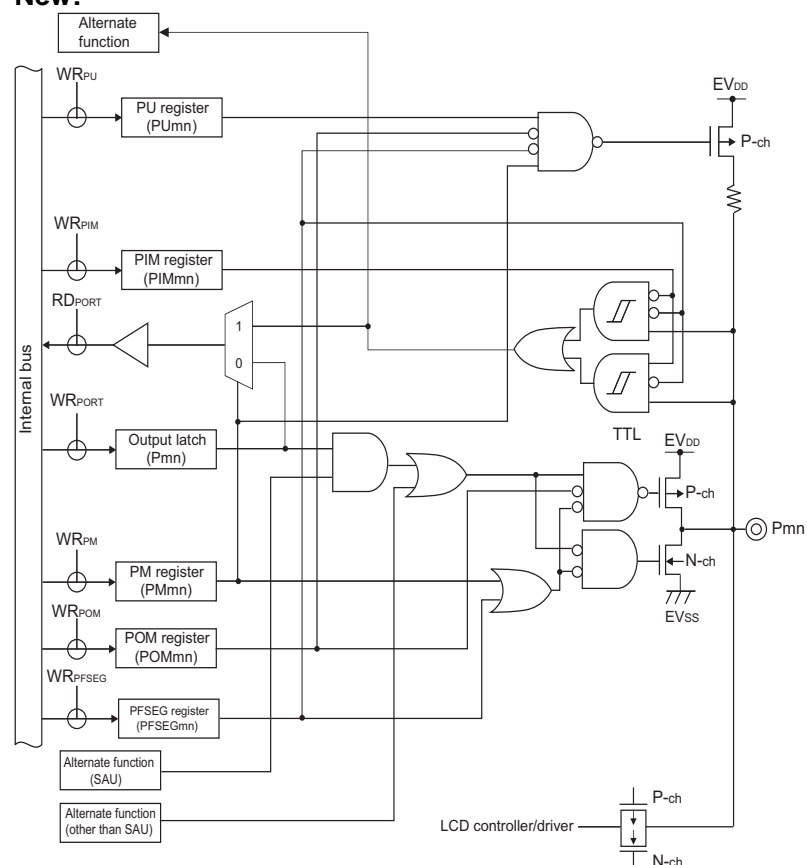 New:
Alternate
function
WRPU
PU register
(PUmn)
EVDD
P-ch
WRPIM
PIM register
(PIMmn)
RDPORT
1
0
Internal bus
WRPORT
Output latch
(Pmn)
TTL
EVDD
P-ch
Pmn
N-ch
EVSS
WRPM
PM register
(PMmn)
WRPOM
POM register
(POMmn)
WRPFSEG
PFSEG register
(PFSEGmn)
Alternate function
(SAU)
Alternate function
(other than SAU)
P-ch
LCD controller/driver
N-ch